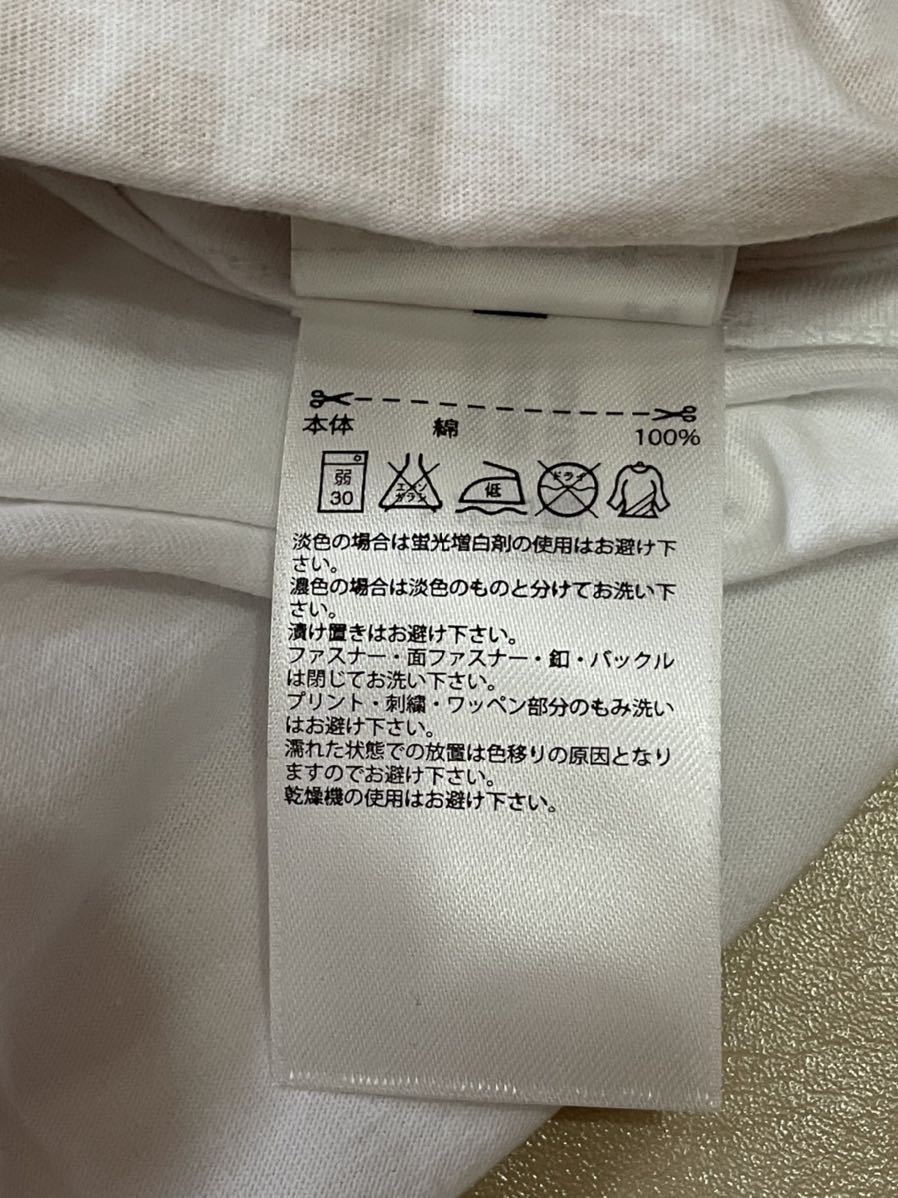 本体 綿 100%
弱 30 エンソ サラシ 低 ドライ
淡色の場合は蛍光増白剤の使用はお避け下
さい。
濃色の場合は淡色のものと分けてお洗い下
さい。
漬け置きはお避け下さい。
ファスナー・面ファスナー・釦・バックル
は閉じてお洗い下さい。
プリント・刺繍・ワッペン部分のもみ洗い
はお避け下さい。
濡れた状態での放置は色移りの原因となり
ますのでお避け下さい。
乾燥機の使用はお避け下さい。